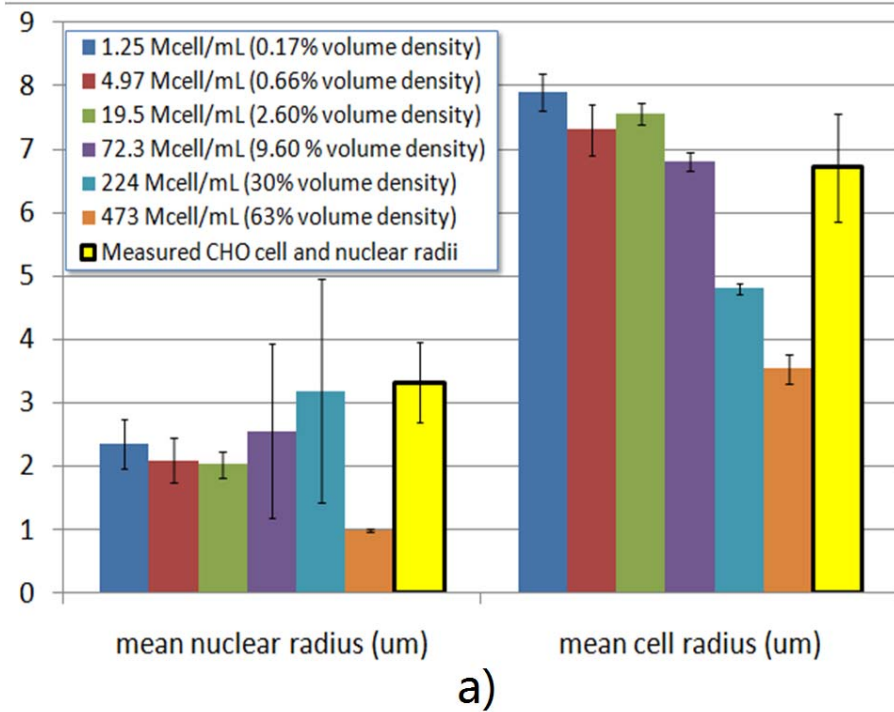 9
8
7
6
5
4
3
2
1
0
1.25 Mcell/mL (0.17% volume density)
4.97 Mcell/mL (0.66% volume density)
19.5 Mcell/mL (2.60% volume density)
72.3 Mcell/mL (9.60 % volume density)
224 Mcell/mL (30% volume density)
473 Mcell/mL (63% volume density)
Measured CHO cell and nuclear radii
mean nuclear radius (um)
mean cell radius (um)
a)